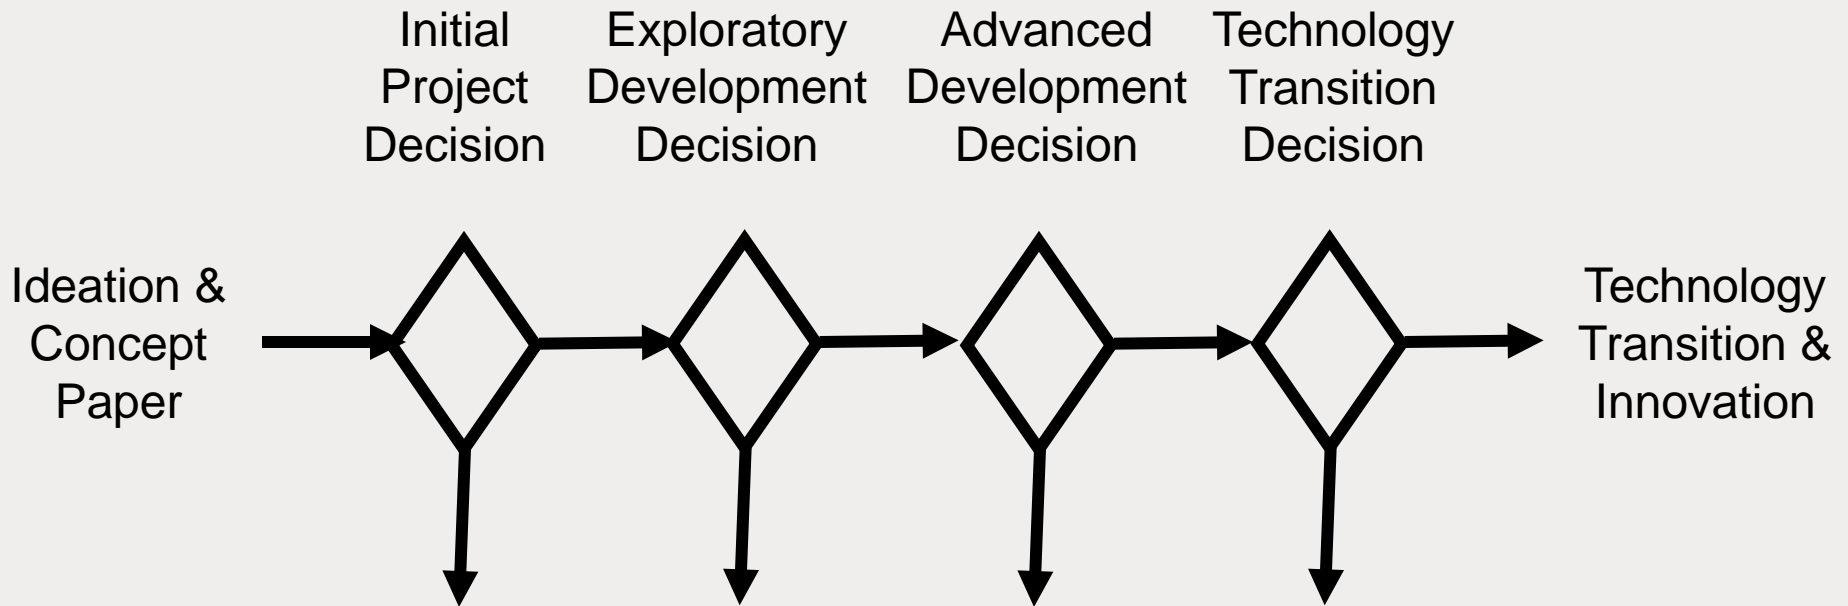 Initial
Project
Decision
Exploratory
Development
Decision
Advanced
Development
Decision
Technology
Transition
Decision
Ideation &
Concept
Paper
Technology
Transition &
Innovation